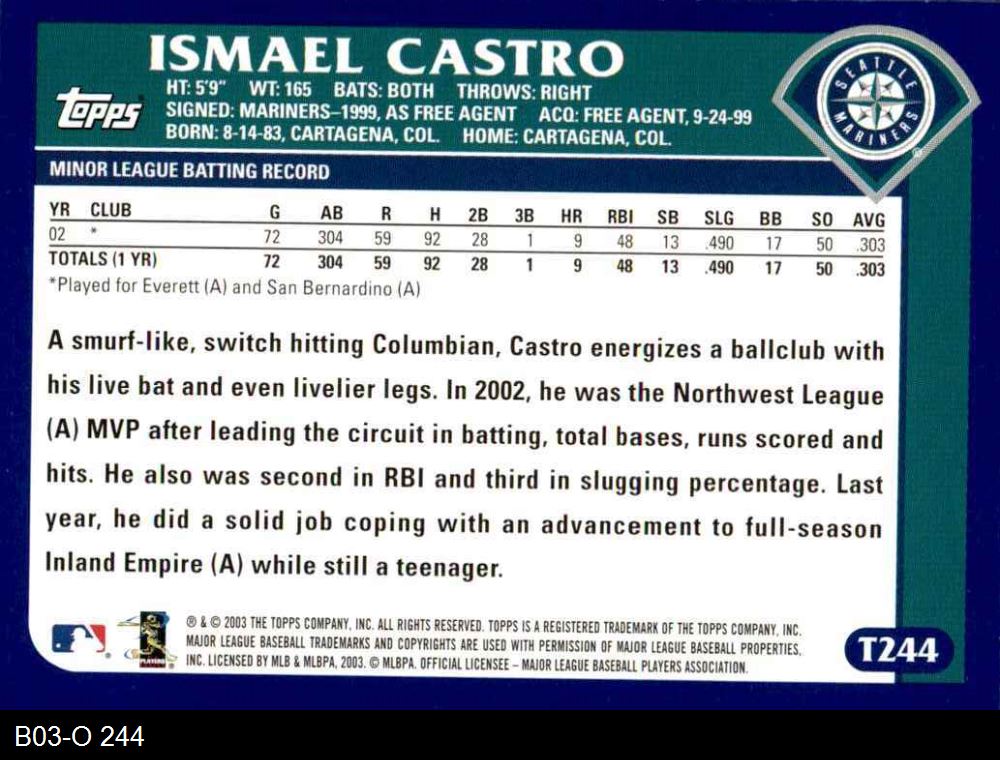 ISMAEL CASTRO
topps
HT: 5'9" WT: 165 BATS: BOTH THROWS: RIGHT
SIGNED: MARINERS–1999, AS FREE AGENT ACQ: FREE AGENT, 9-24-99
BORN: 8-14-83, CARTAGENA, COL. HOME: CARTAGENA, COL.
SEATTLE
MARINERS
MINOR LEAGUE BATTING RECORD
YR CLUB G AB R H 2B 3B HR RBI SB SLG BB SO AVG
02 * 72 304 59 92 28 1 9 48 13 .490 17 50 .303
TOTALS (1 YR) 72 304 59 92 28 1 9 48 13 .490 17 50 .303
*Played for Everett (A) and San Bernardino (A)
A smurf-like, switch hitting Columbian, Castro energizes a ballclub with
his live bat and even livelier legs. In 2002, he was the Northwest League
(A) MVP after leading the circuit in batting, total bases, runs scored and
hits. He also was second in RBI and third in slugging percentage. Last
year, he did a solid job coping with an advancement to full-season
Inland Empire (A) while still a teenager.
® & © 2003 THE TOPPS COMPANY, INC. ALL RIGHTS RESERVED. TOPPS IS A REGISTERED TRADEMARK OF THE TOPPS COMPANY, INC.
MAJOR LEAGUE BASEBALL TRADEMARKS AND COPYRIGHTS ARE USED WITH PERMISSION OF MAJOR LEAGUE BASEBALL PROPERTIES,
INC. LICENSED BY MLB & MLBPA, 2003. © MLBPA. OFFICIAL LICENSEE – MAJOR LEAGUE BASEBALL PLAYERS ASSOCIATION.
PLAYERS
T244
B03-O 244